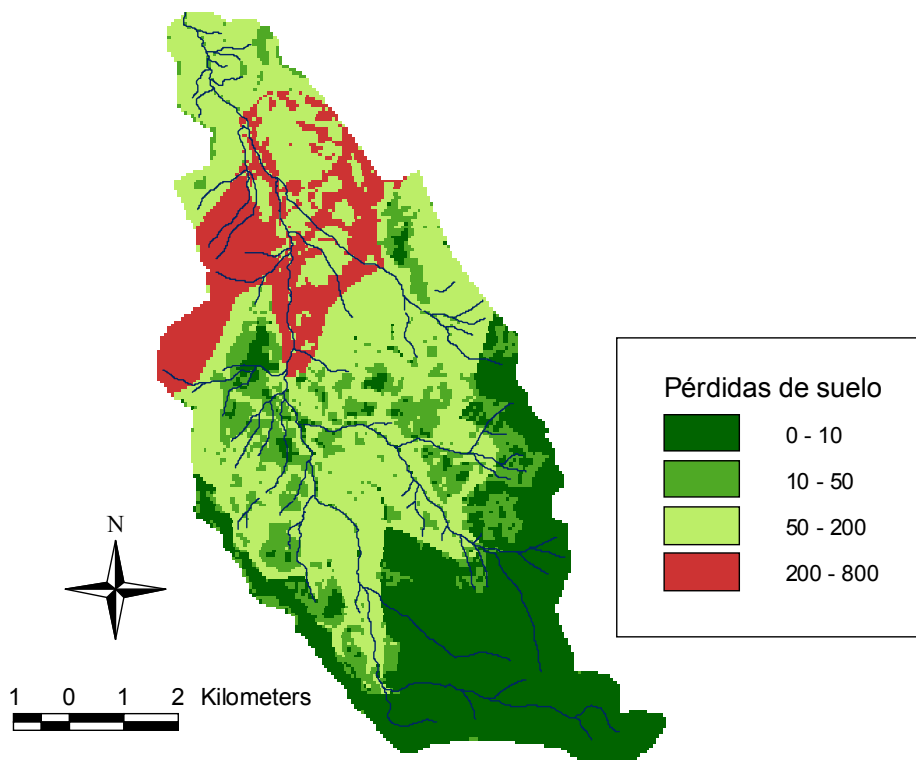 Pérdidas de suelo
0 - 10
10 - 50
50 - 200
200 - 800
N
1 0 1 2 Kilometers